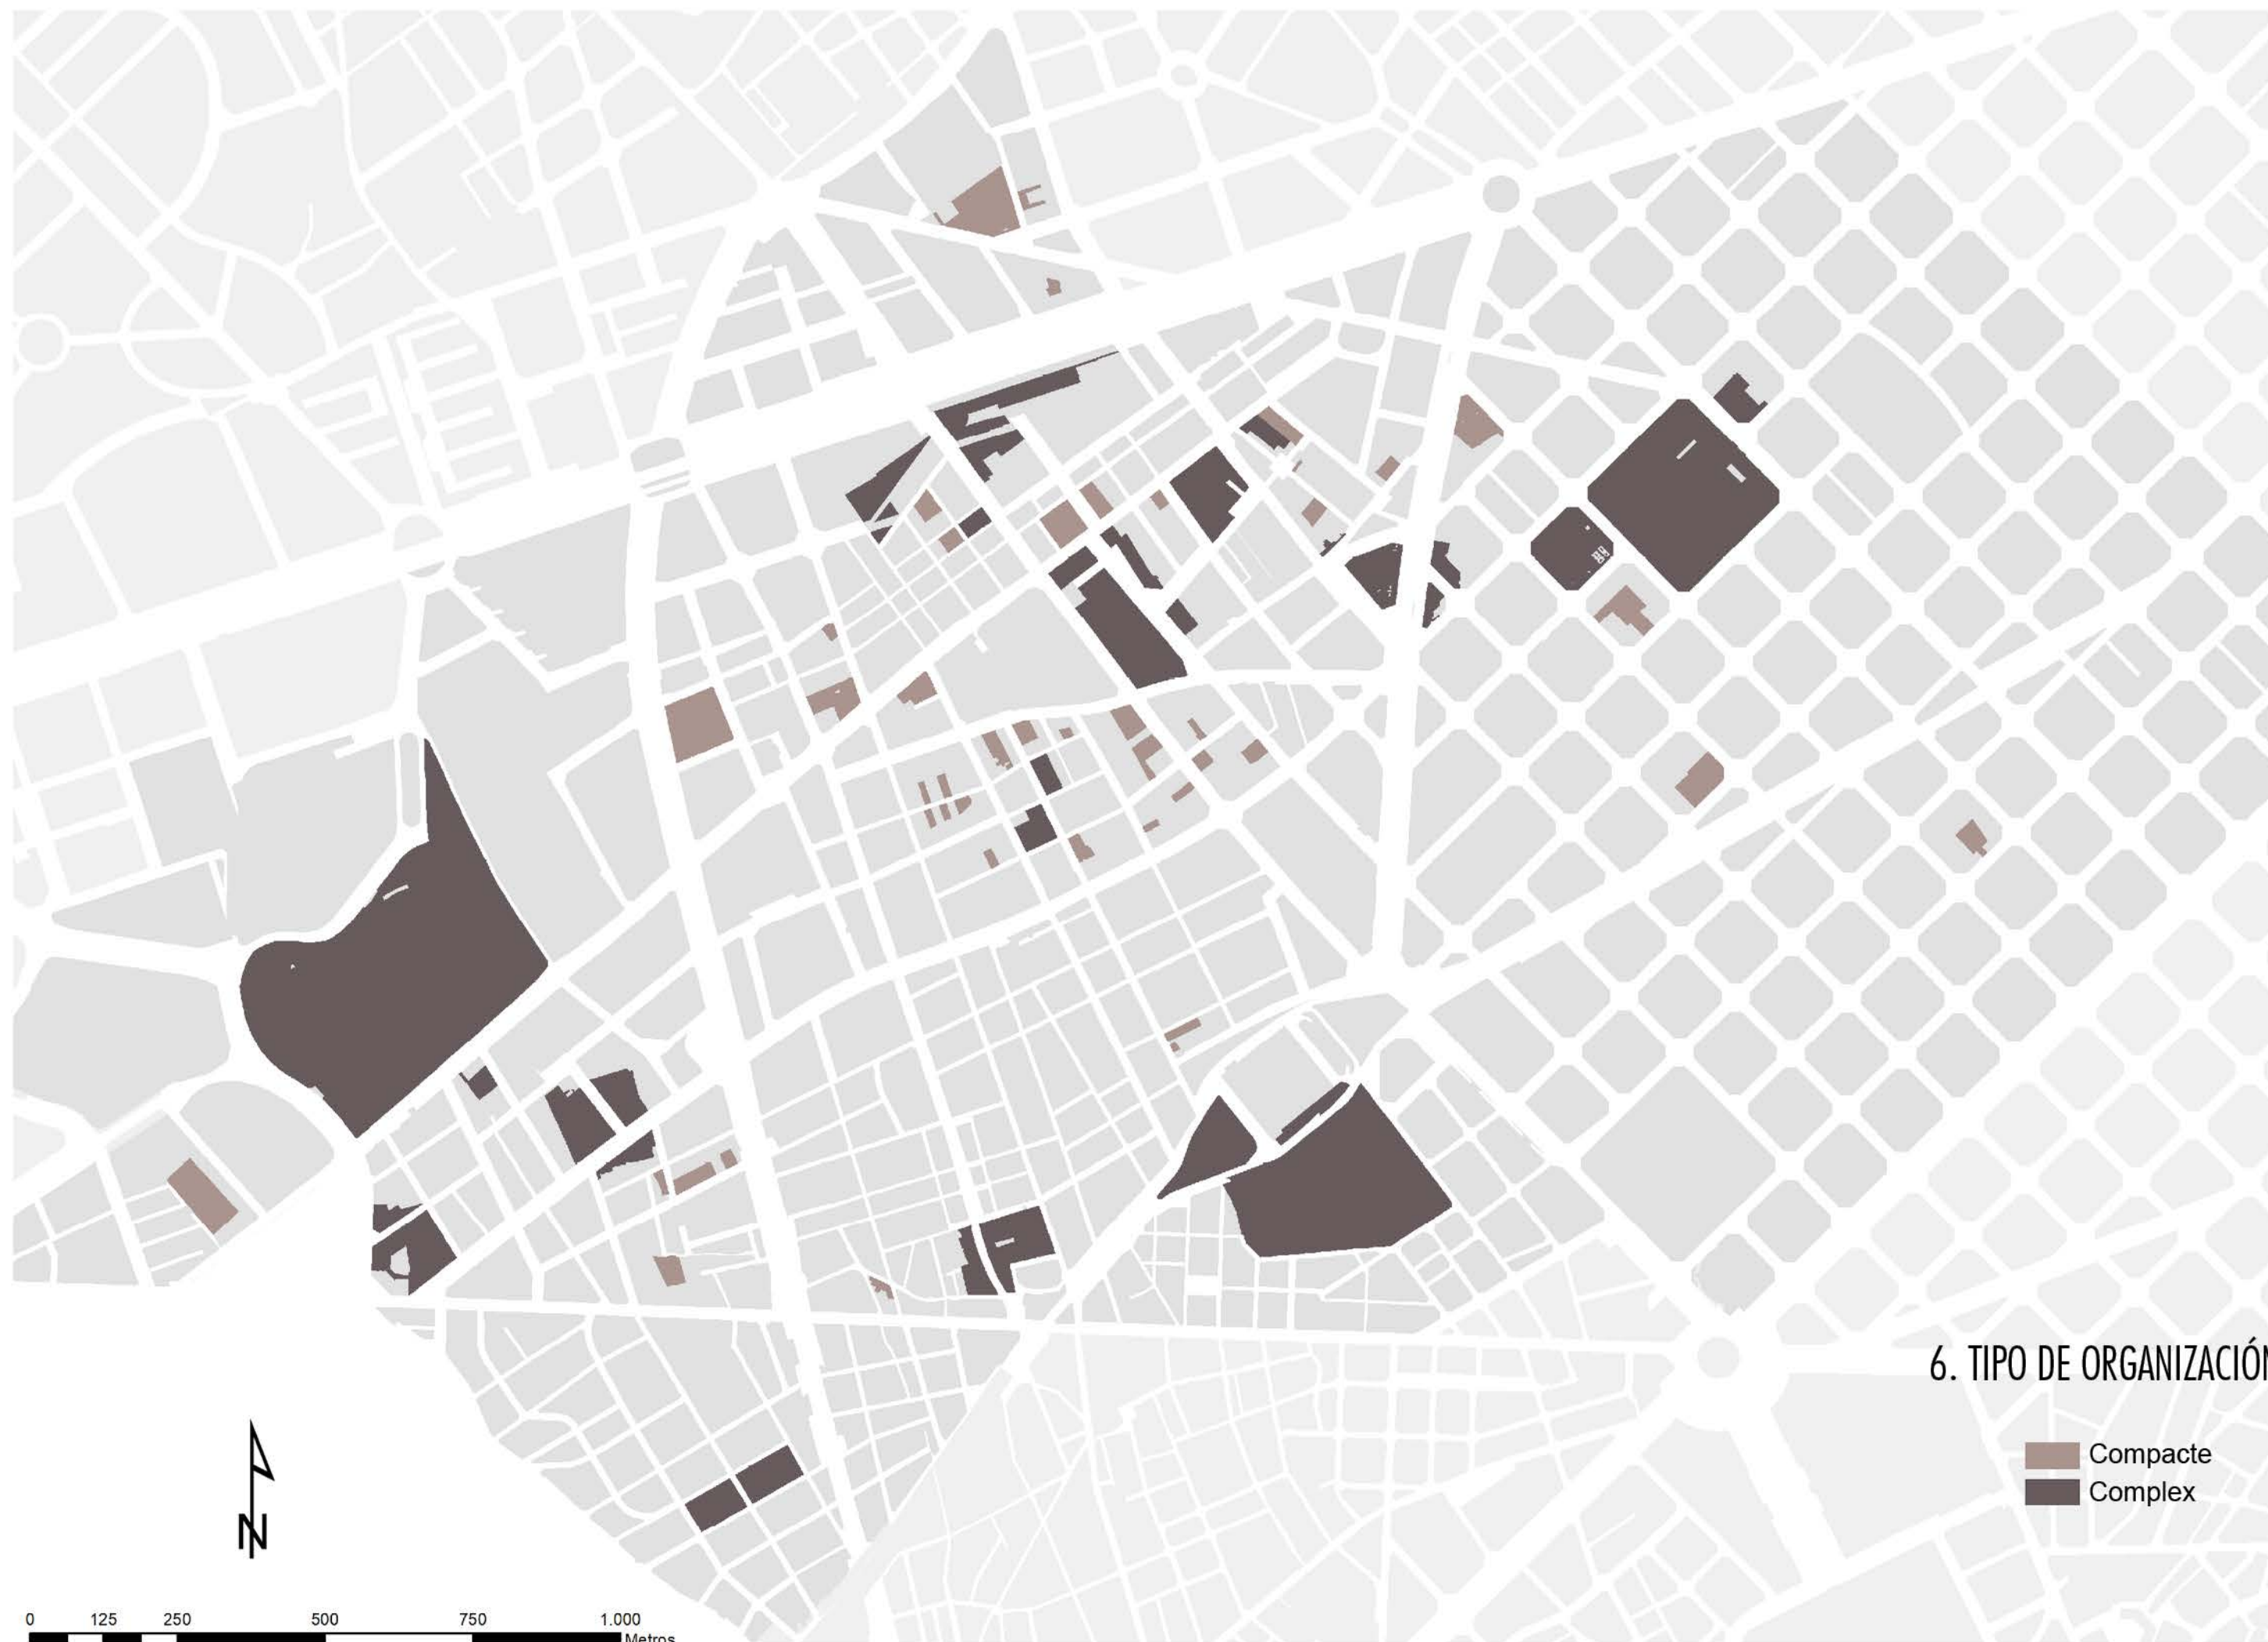 6. TIPO DE ORGANIZACIÓN
Compacte
Complex
N
0 125 250 500 750 1.000
Metros